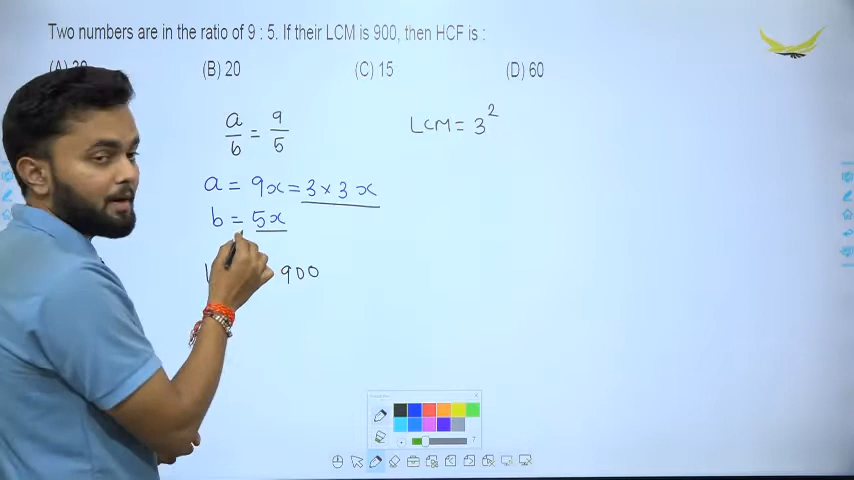 Two numbers are in the ratio of 9 : 5. If their LCM is 900, then HCF is :
(B) 20
(C) 15
(D) 60
a/b = 9/5
LCM = 3²
a = 9x = 3 × 3 x
b = 5x
900
7